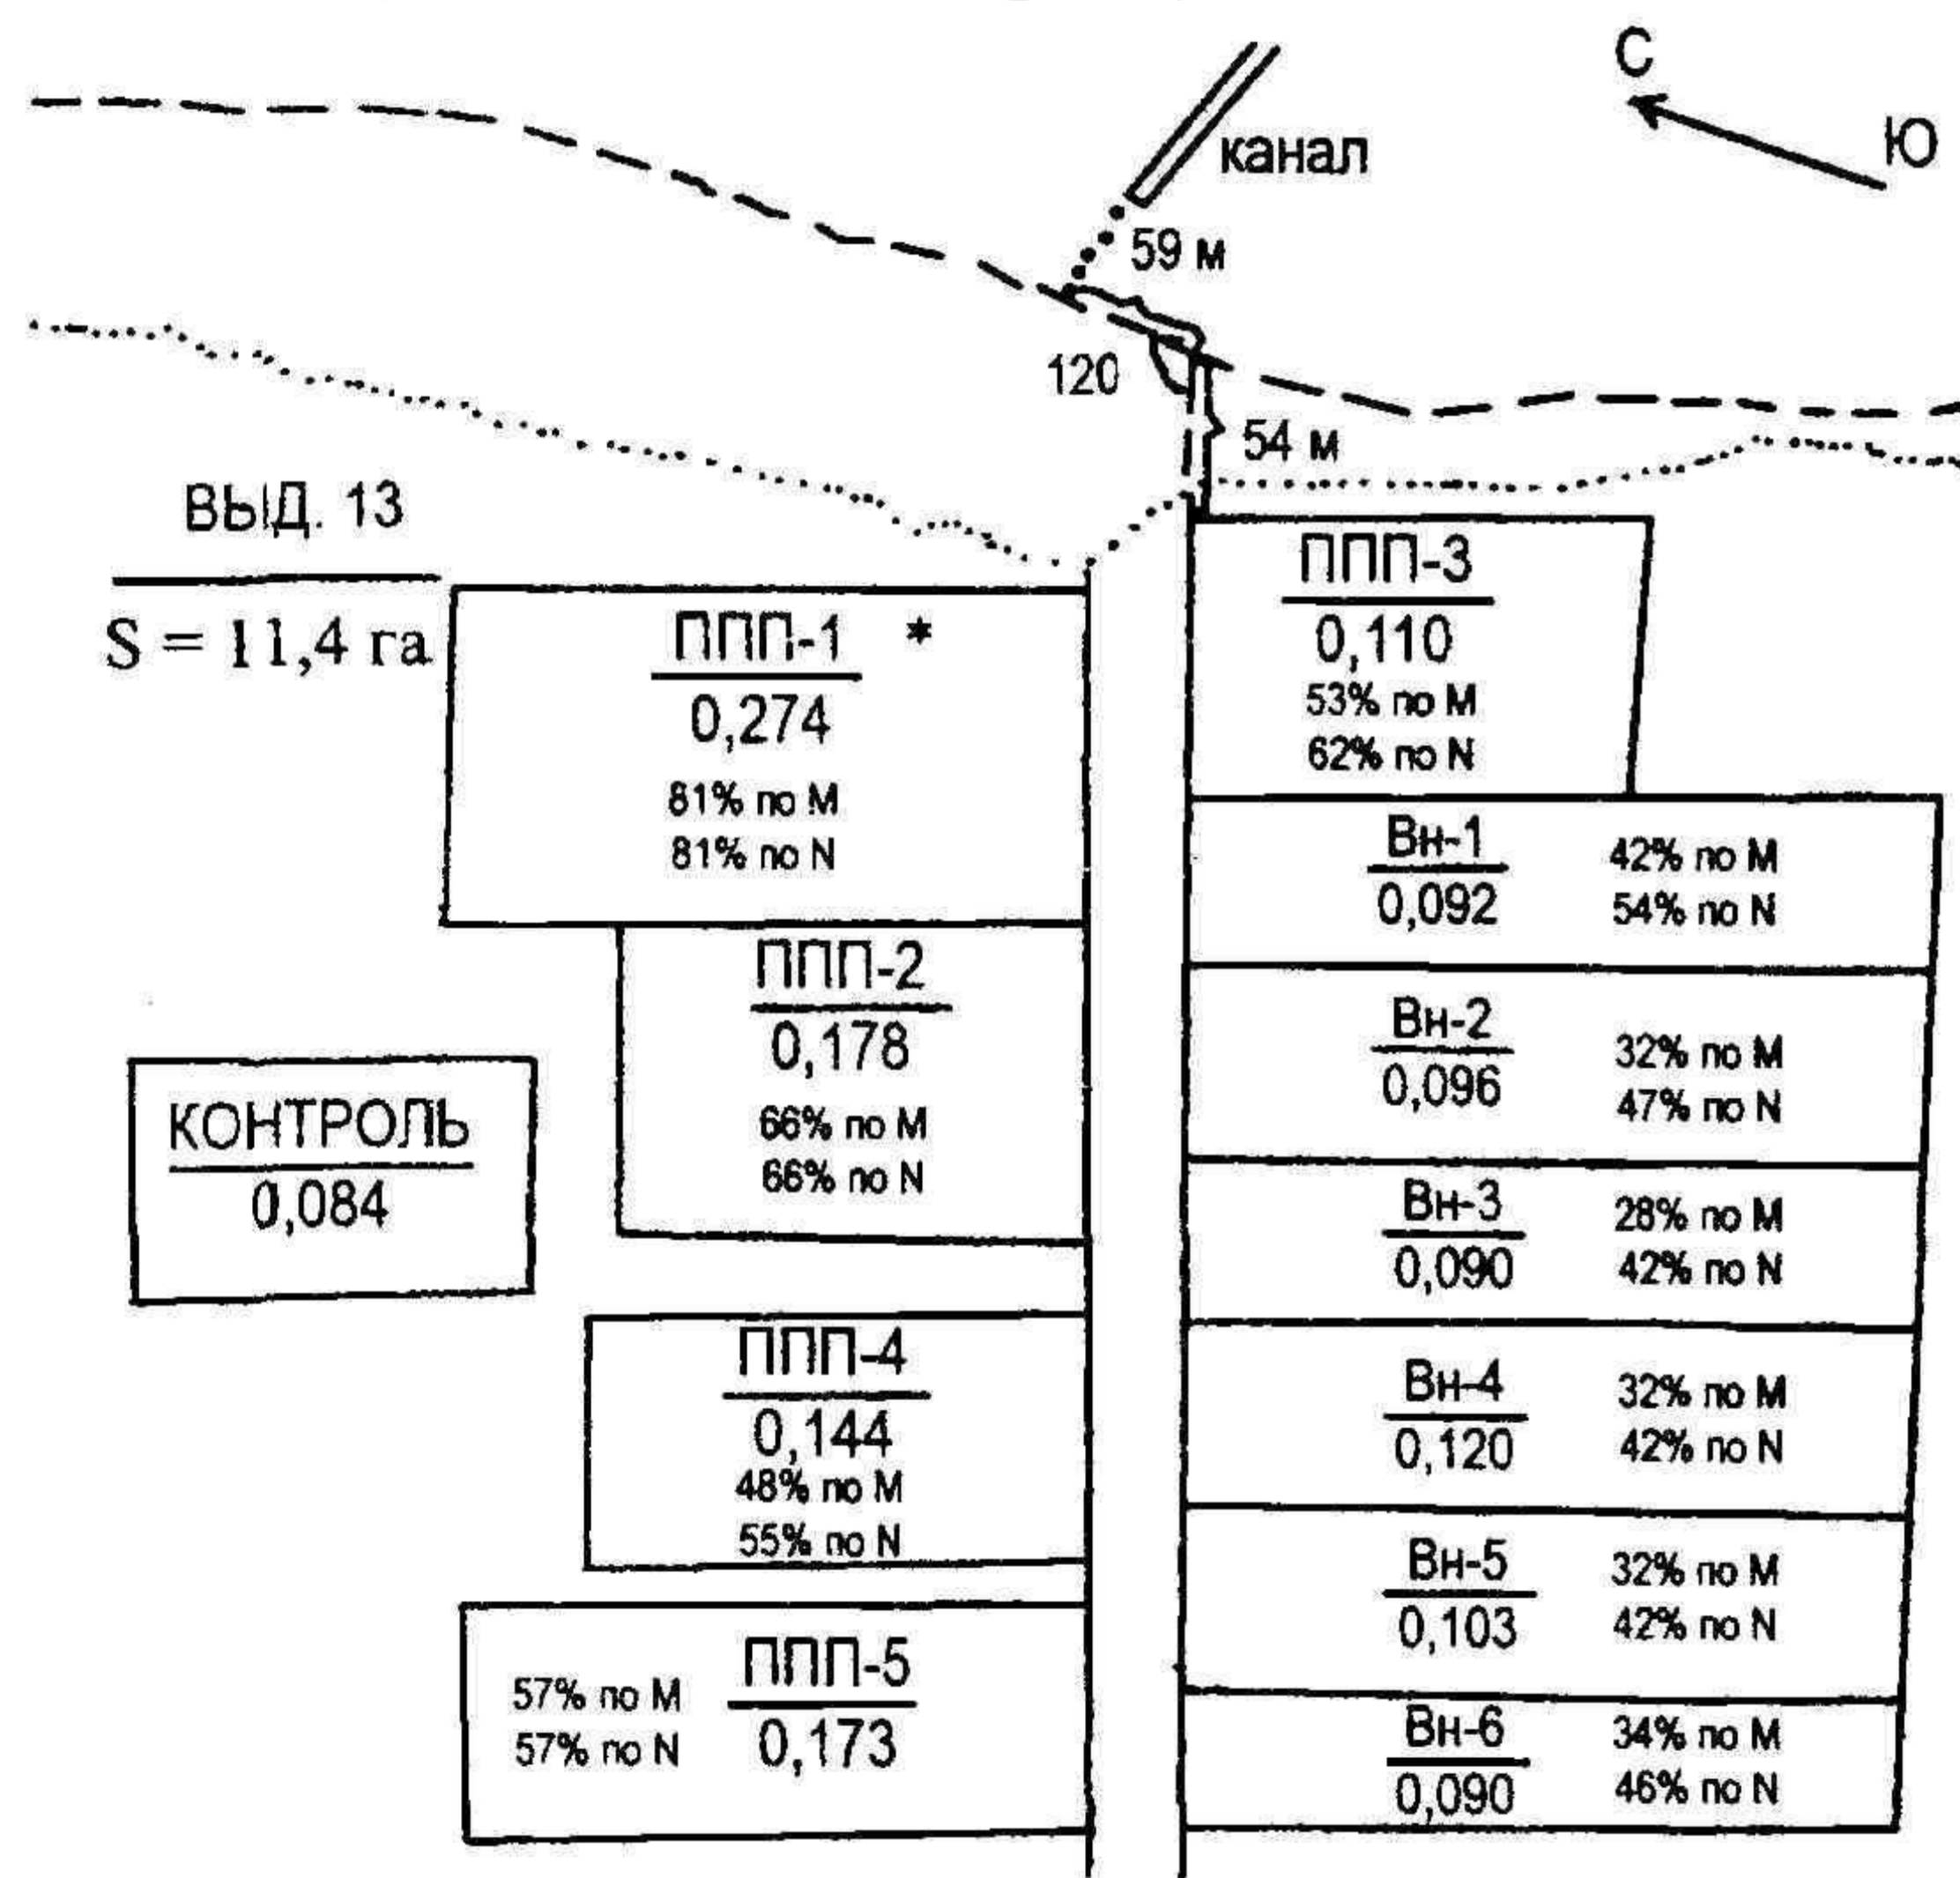 С
Ю
канал
59 м
120
54 м
ВЫД. 13
S = 11,4 га
ППП-1 *
0,274
81% по М
81% по N
ППП-2
0,178
66% по М
66% по N
КОНТРОЛЬ
0,084
ППП-4
0,144
48% по М
55% по N
57% по М
57% по N
ППП-5
0,173
ППП-3
0,110
53% по М
62% по N
Вн-1
0,092
42% по М
54% по N
Вн-2
0,096
32% по М
47% по N
Вн-3
0,090
28% по М
42% по N
Вн-4
0,120
32% по М
42% по N
Вн-5
0,103
32% по М
42% по N
Вн-6
0,090
34% по М
46% по N